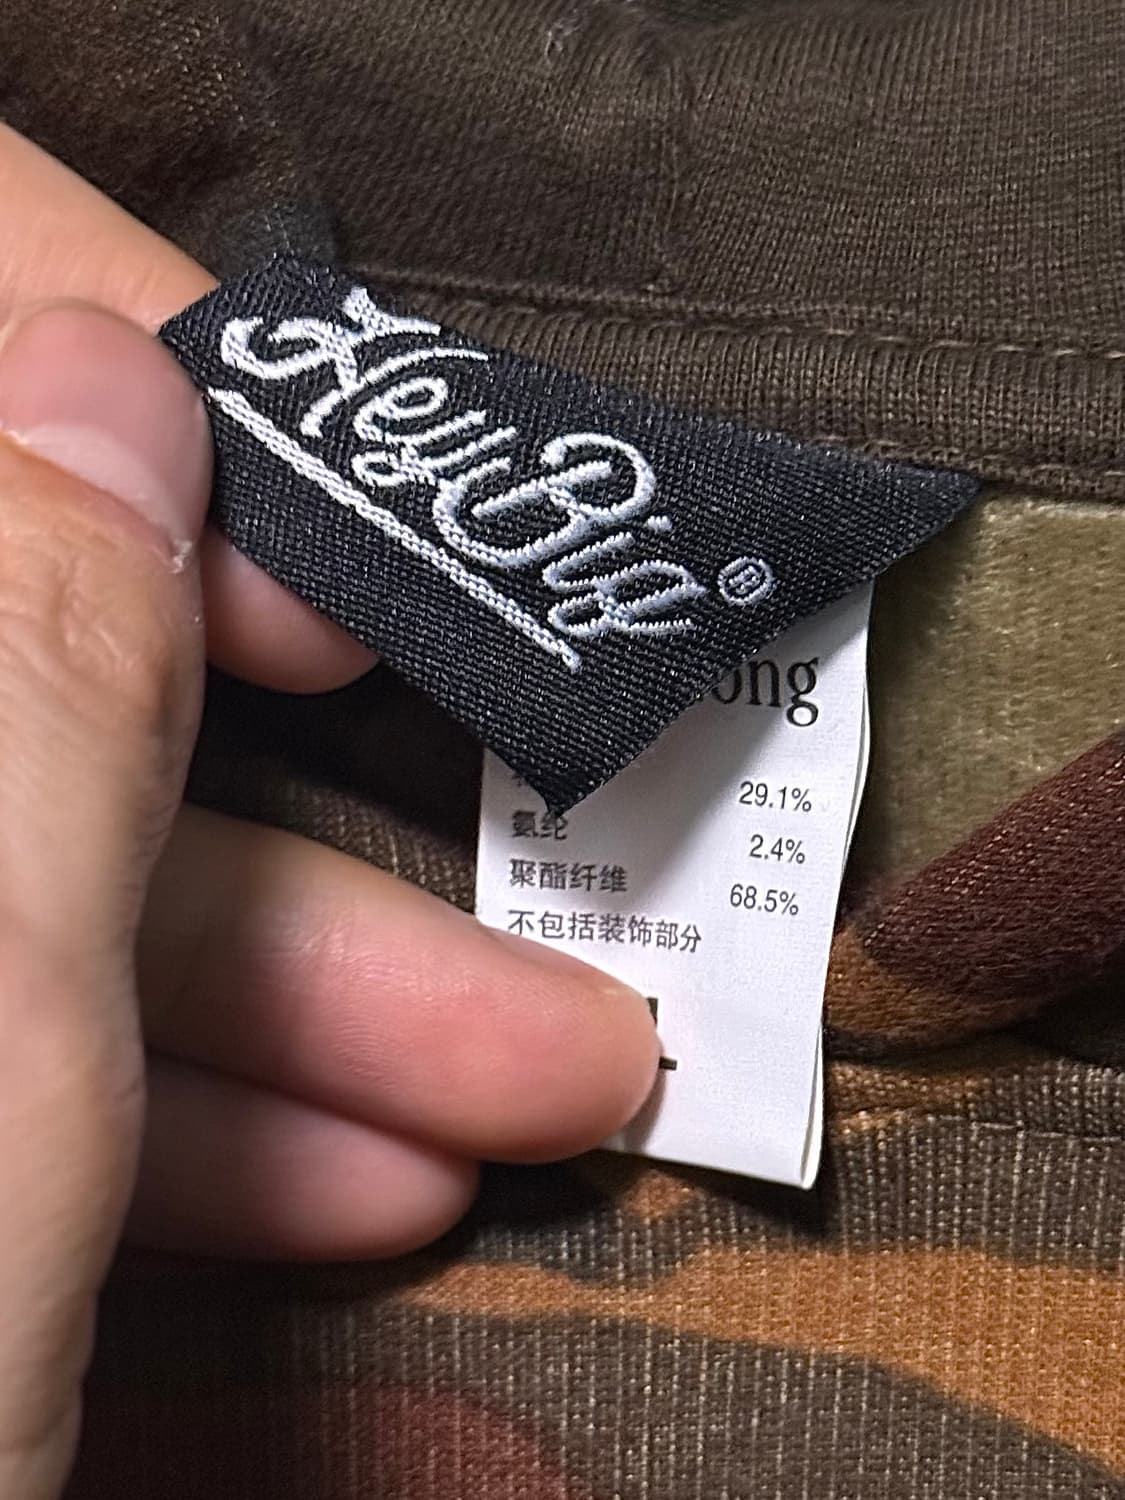 HeyBig®
ong
29.1%
氨纶 2.4%
聚酯纤维 68.5%
不包括装饰部分